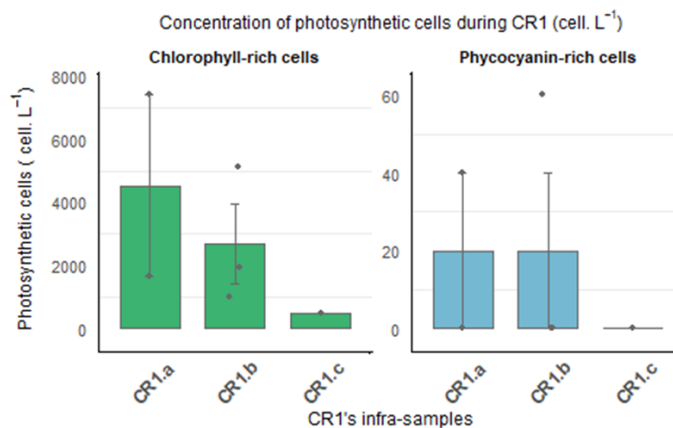 Concentration of photosynthetic cells during CR1 (cell. L⁻¹)
Chlorophyll-rich cells
Phycocyanin-rich cells
Photosynthetic cells ( cell. L⁻¹)
8000
6000
4000
2000
0
60
40
20
0
CR1.a
CR1.b
CR1.c
CR1.a
CR1.b
CR1.c
CR1's infra-samples